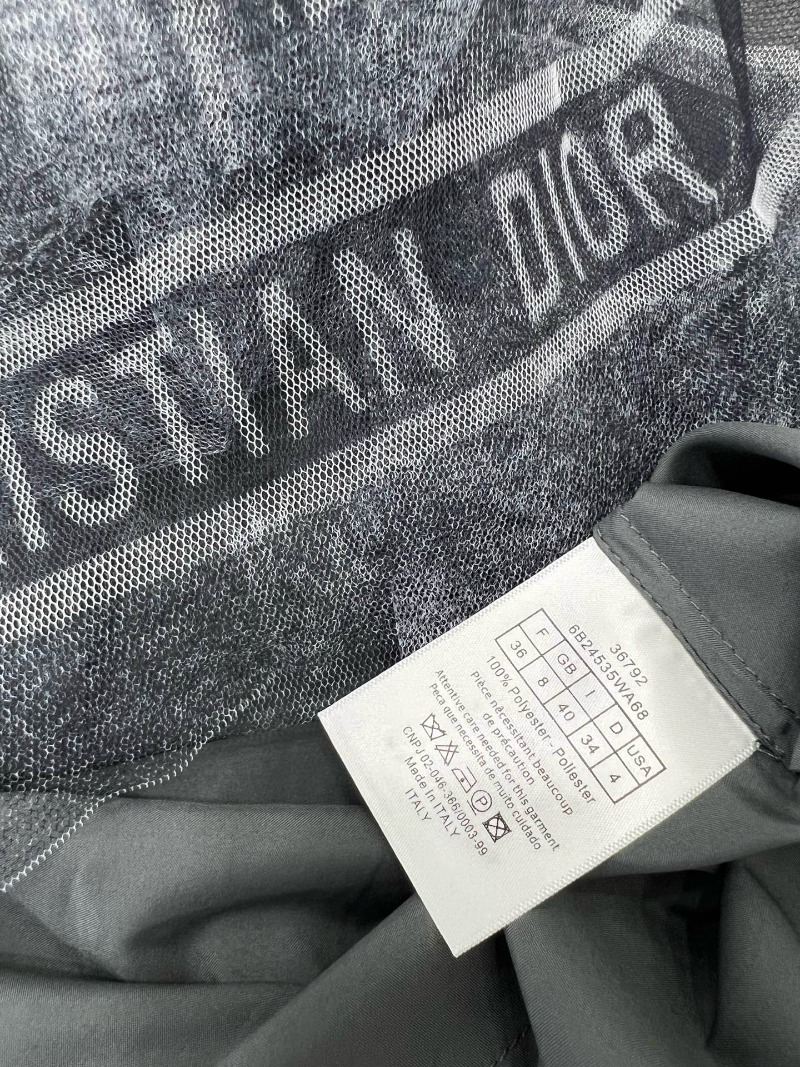 ISTIAN DIOR
36792
6B24535WA68
F GB I D USA
36 8 40 34 4
100% Polyester - Poliester
Pièce nècessitant beaucoup
de précaution
Attentive care needed for this garment
Peca que necessita de muito cuidado
P
CNPJ 02-046-366/0003-99
Made In ITALY
ITALY